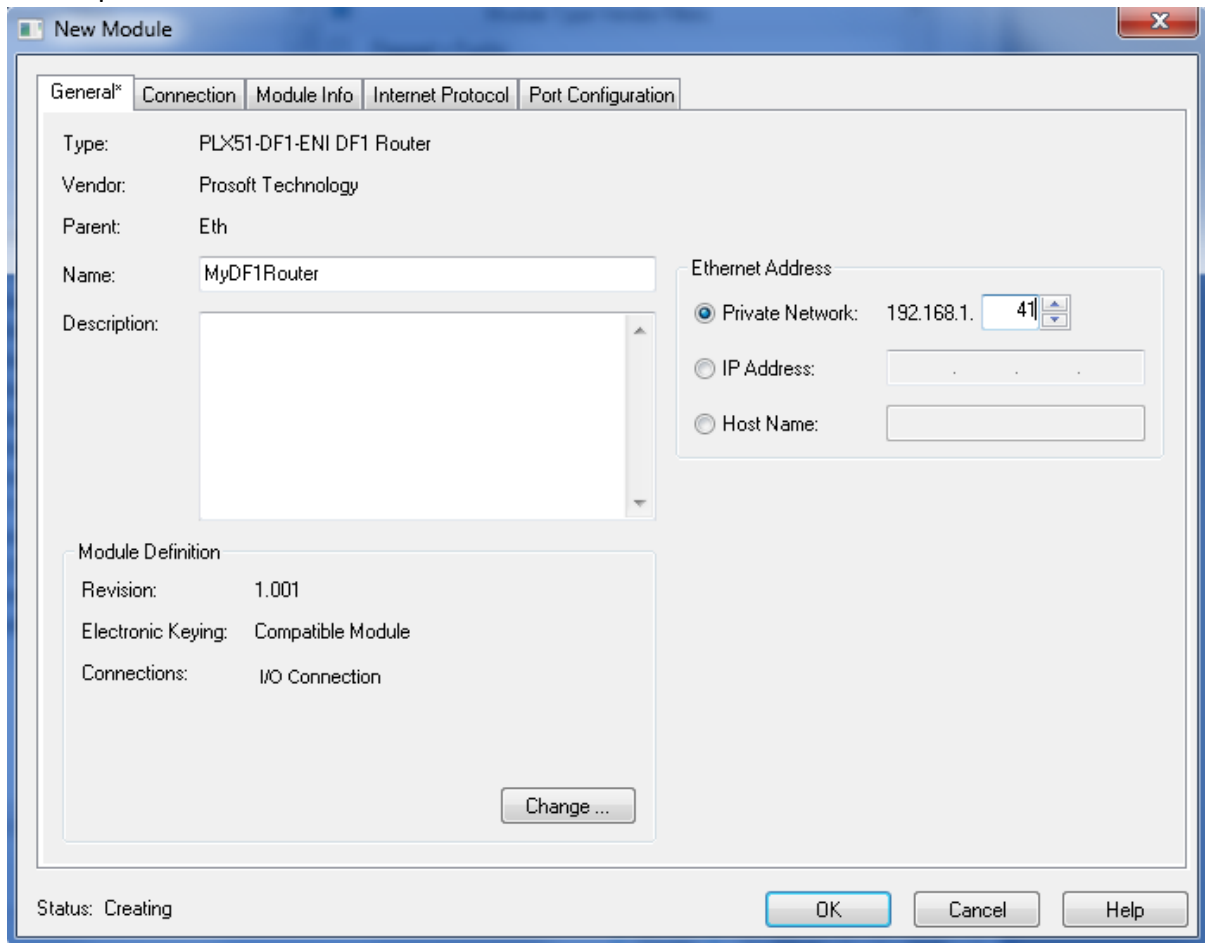 New Module
General* Connection Module Info Internet Protocol Port Configuration
Type: PLX51-DF1-ENI DF1 Router
Vendor: Prosoft Technology
Parent: Eth
Name: MyDF1Router
Description:
Ethernet Address
Private Network: 192.168.1. 41
IP Address: . . .
Host Name:
Module Definition
Revision: 1.001
Electronic Keying: Compatible Module
Connections: I/O Connection
Change ...
Status: Creating
OK Cancel Help